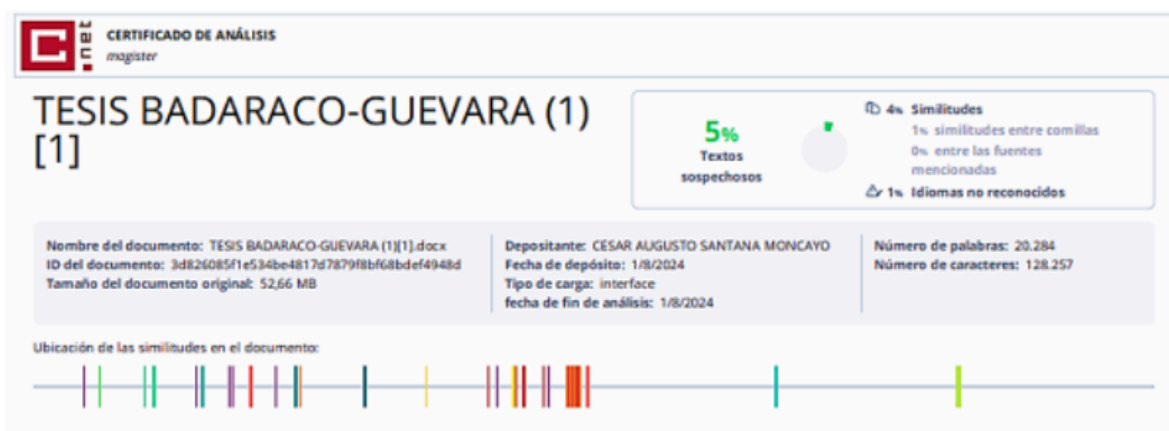 C
.net
CERTIFICADO DE ANÁLISIS
magister
TESIS BADARACO-GUEVARA (1)
[1]
5%
Textos
sospechosos
4% Similitudes
1% similitudes entre comillas
0% entre las fuentes
mencionadas
1% Idiomas no reconocidos
Nombre del documento: TESIS BADARACO-GUEVARA (1)[1].docx
ID del documento: 3d826085f1e534be4817d7879f8bf68bdef4948d
Tamaño del documento original: 52,66 MB
Depositante: CESAR AUGUSTO SANTANA MONCAYO
Fecha de depósito: 1/8/2024
Tipo de carga: interface
fecha de fin de análisis: 1/8/2024
Número de palabras: 20.284
Número de caracteres: 128.257
Ubicación de las similitudes en el documento: